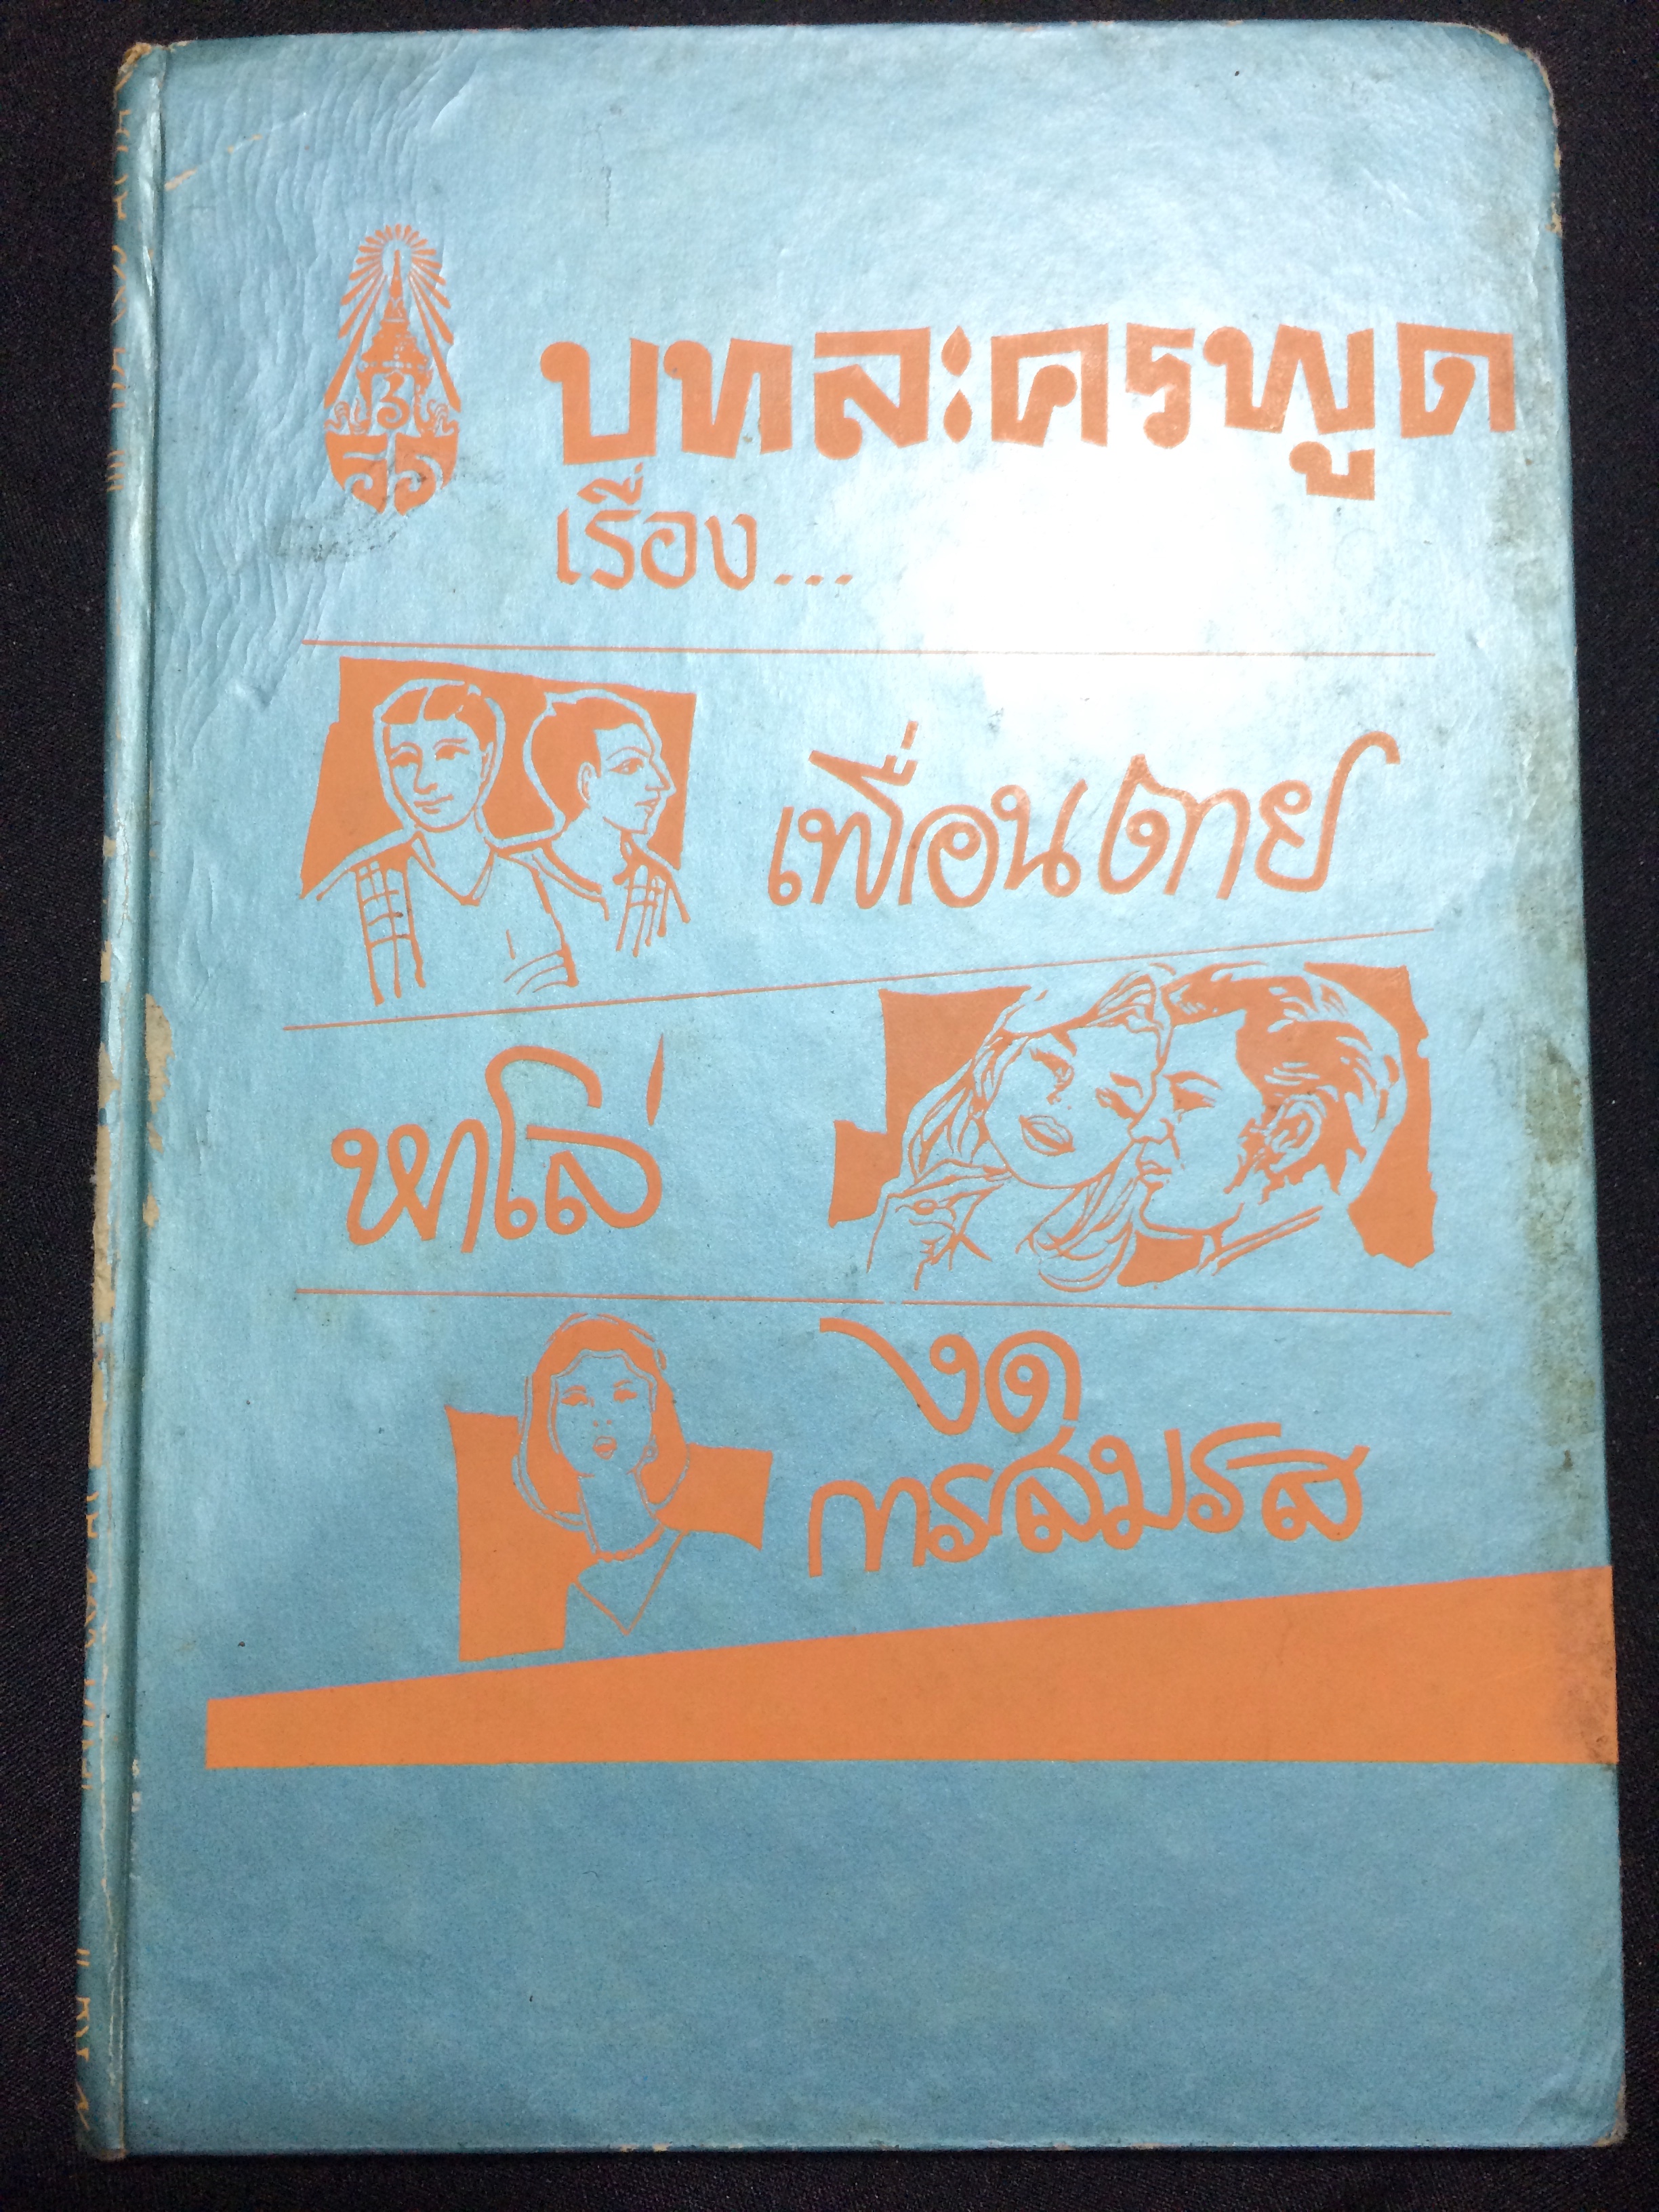 บทละครพูด
เรื่อง...
เพื่อนตาย
หาโล่
งด
การสมรส